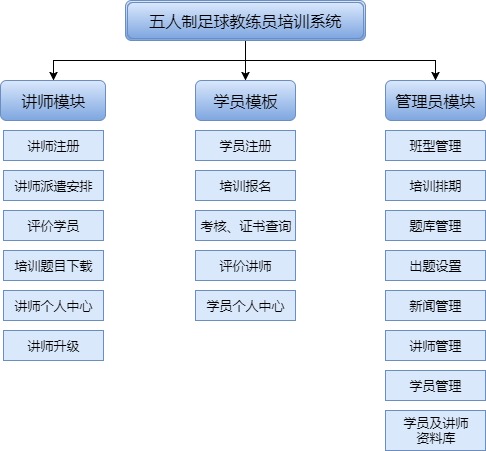 五人制足球教练员培训系统
讲师模块
讲师注册
讲师派遣安排
评价学员
培训题目下载
讲师个人中心
讲师升级
学员模板
学员注册
培训报名
考核、证书查询
评价讲师
学员个人中心
管理员模块
班型管理
培训排期
题库管理
出题设置
新闻管理
讲师管理
学员管理
学员及讲师
资料库